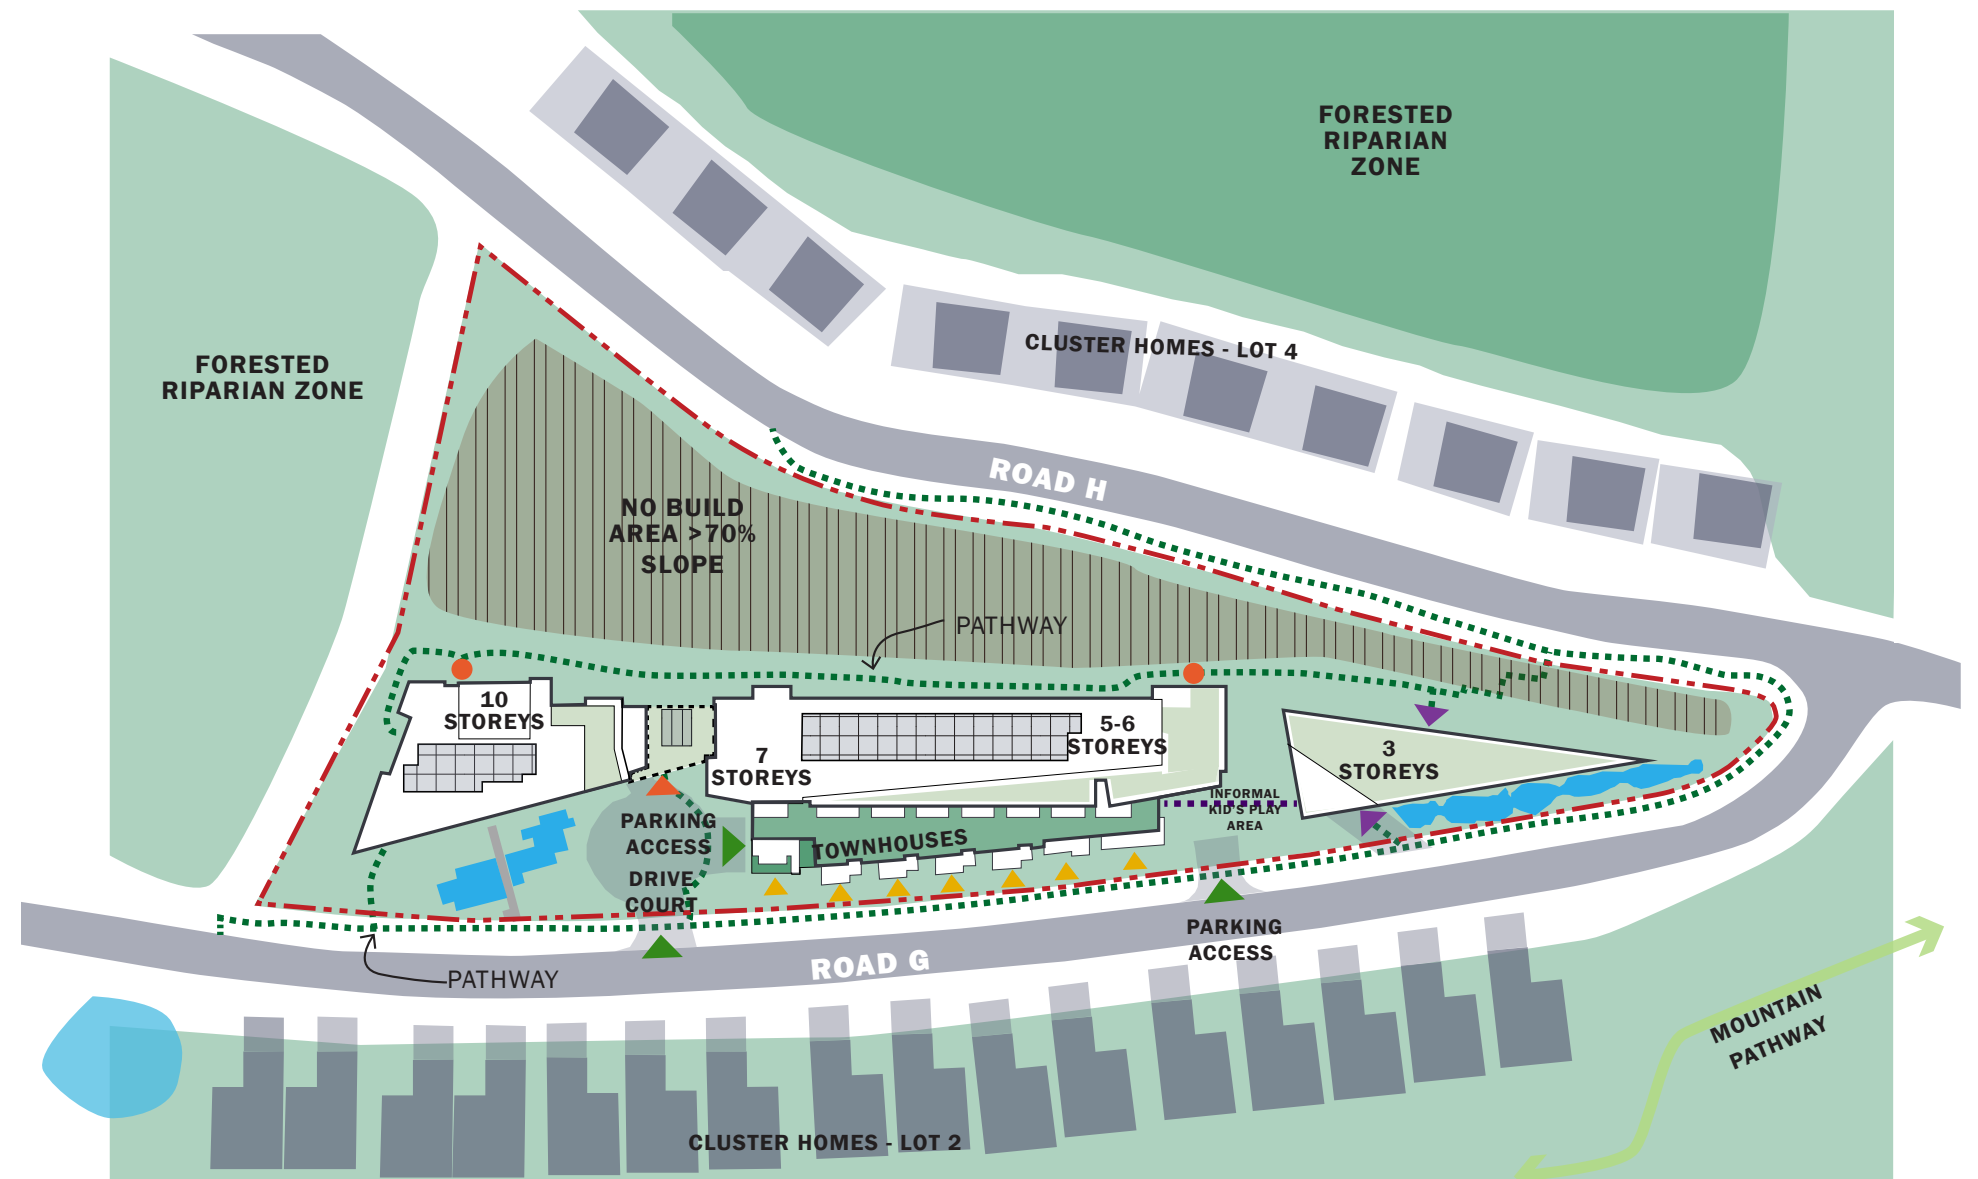 FORESTED
RIPARIAN
ZONE
CLUSTER HOMES - LOT 4
FORESTED
RIPARIAN ZONE
ROAD H
NO BUILD
AREA >70%
SLOPE
PATHWAY
10
STOREYS
7
STOREYS
5-6
STOREYS
3
STOREYS
INFORMAL
KID'S PLAY
AREA
PARKING
ACCESS
TOWNHOUSES
DRIVE
COURT
PARKING
ACCESS
ROAD G
PATHWAY
MOUNTAIN
PATHWAY
CLUSTER HOMES - LOT 2